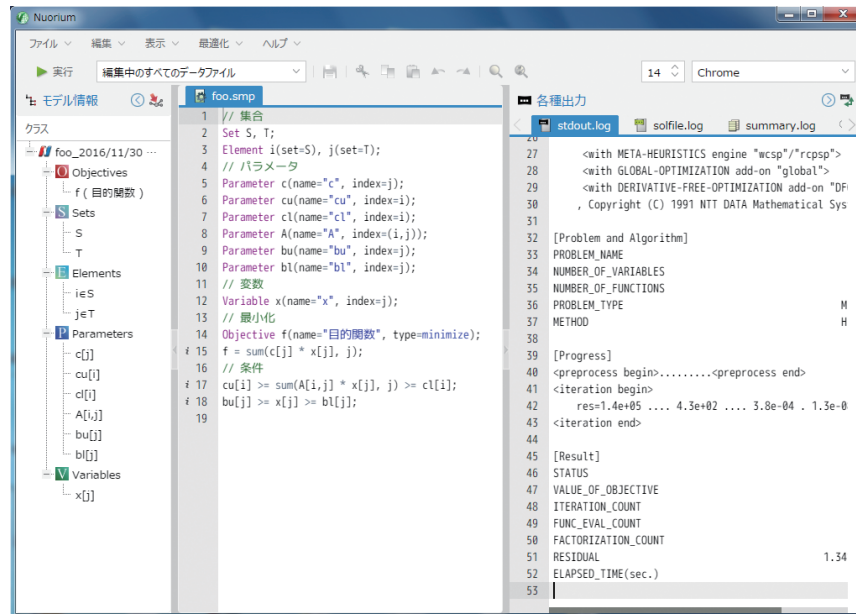 Nuorium
ファイル 編集 表示 最適化 ヘルプ
実行 編集中のすべてのデータファイル 14 Chrome
モデル情報
クラス
foo_2016/11/30 ...
Objectives
f ( 目的関数 )
Sets
S
T
Elements
i∈S
j∈T
Parameters
c[j]
cu[i]
cl[i]
A[i,j]
bu[j]
bl[j]
Variables
x[j]
foo.smp
1 // 集合
2 Set S, T;
3 Element i(set=S), j(set=T);
4 // パラメータ
5 Parameter c(name="c", index=j);
6 Parameter cu(name="cu", index=i);
7 Parameter cl(name="cl", index=i);
8 Parameter A(name="A", index=(i,j));
9 Parameter bu(name="bu", index=j);
10 Parameter bl(name="bl", index=j);
11 // 変数
12 Variable x(name="x", index=j);
13 // 最小化
14 Objective f(name="目的関数", type=minimize);
i 15 f = sum(c[j] * x[j], j);
16 // 条件
i 17 cu[i] >= sum(A[i,j] * x[j], j) >= cl[i];
i 18 bu[j] >= x[j] >= bl[j];
19
各種出力
stdout.log solfile.log summary.log
27 <with META-HEURISTICS engine "wcsp"/"rcpsp">
28 <with GLOBAL-OPTIMIZATION add-on "global">
29 <with DERIVATIVE-FREE-OPTIMIZATION add-on "DF
30 , Copyright (C) 1991 NTT DATA Mathematical Sys
31
32 [Problem and Algorithm]
33 PROBLEM_NAME
34 NUMBER_OF_VARIABLES
35 NUMBER_OF_FUNCTIONS
36 PROBLEM_TYPE M
37 METHOD H
38
39 [Progress]
40 <preprocess begin>.........<preprocess end>
41 <iteration begin>
42 res=1.4e+05 .... 4.3e+02 .... 3.8e-04 . 1.3e-0
43 <iteration end>
44
45 [Result]
46 STATUS
47 VALUE_OF_OBJECTIVE
48 ITERATION_COUNT
49 FUNC_EVAL_COUNT
50 FACTORIZATION_COUNT
51 RESIDUAL 1.34
52 ELAPSED_TIME(sec.)
53